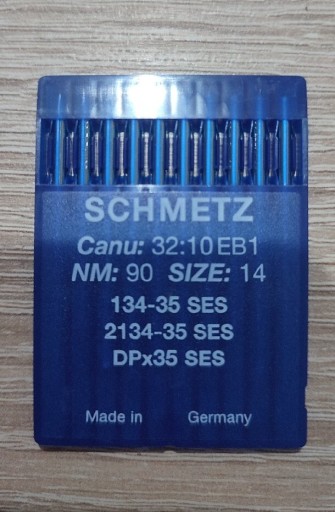 SCHMETZ
Canu: 32:10 EB1
NM: 90 SIZE: 14
134-35 SES
2134-35 SES
DPx35 SES
Made in Germany